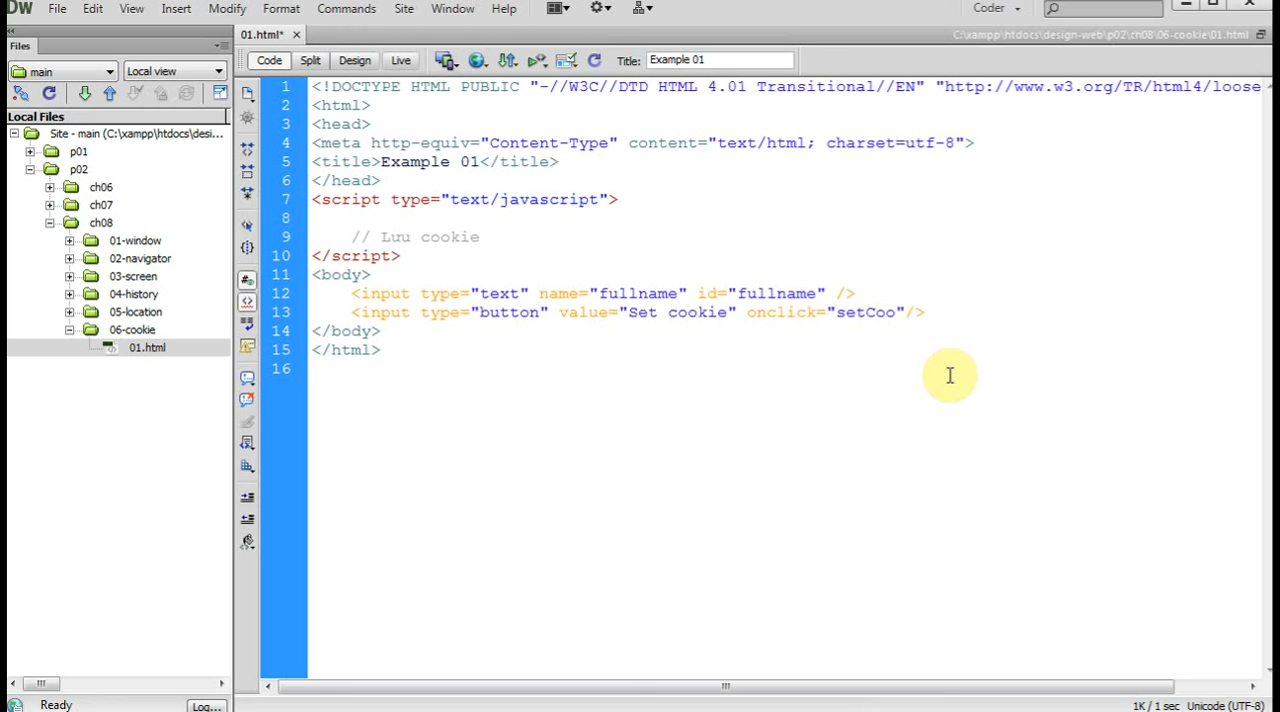 DW File Edit View Insert Modify Format Commands Site Window Help Coder
01.html* C:\xampp\htdocs\design-web\p02\ch08\06-cookie\01.html
Files
Code Split Design Live Title: Example 01
main Local view
Local Files
Site - main (C:\xampp\htdocs\desi...
p01
p02
ch06
ch07
ch08
01-window
02-navigator
03-screen
04-history
05-location
06-cookie
01.html
1 <!DOCTYPE HTML PUBLIC "-//W3C//DTD HTML 4.01 Transitional//EN" "http://www.w3.org/TR/html4/loose
2 <html>
3 <head>
4 <meta http-equiv="Content-Type" content="text/html; charset=utf-8">
5 <title>Example 01</title>
6 </head>
7 <script type="text/javascript">
8
9 // Luu cookie
10 </script>
11 <body>
12 <input type="text" name="fullname" id="fullname" />
13 <input type="button" value="Set cookie" onclick="setCoo"/>
14 </body>
15 </html>
16
Ready Log... 1K / 1 sec Unicode (UTF-8)